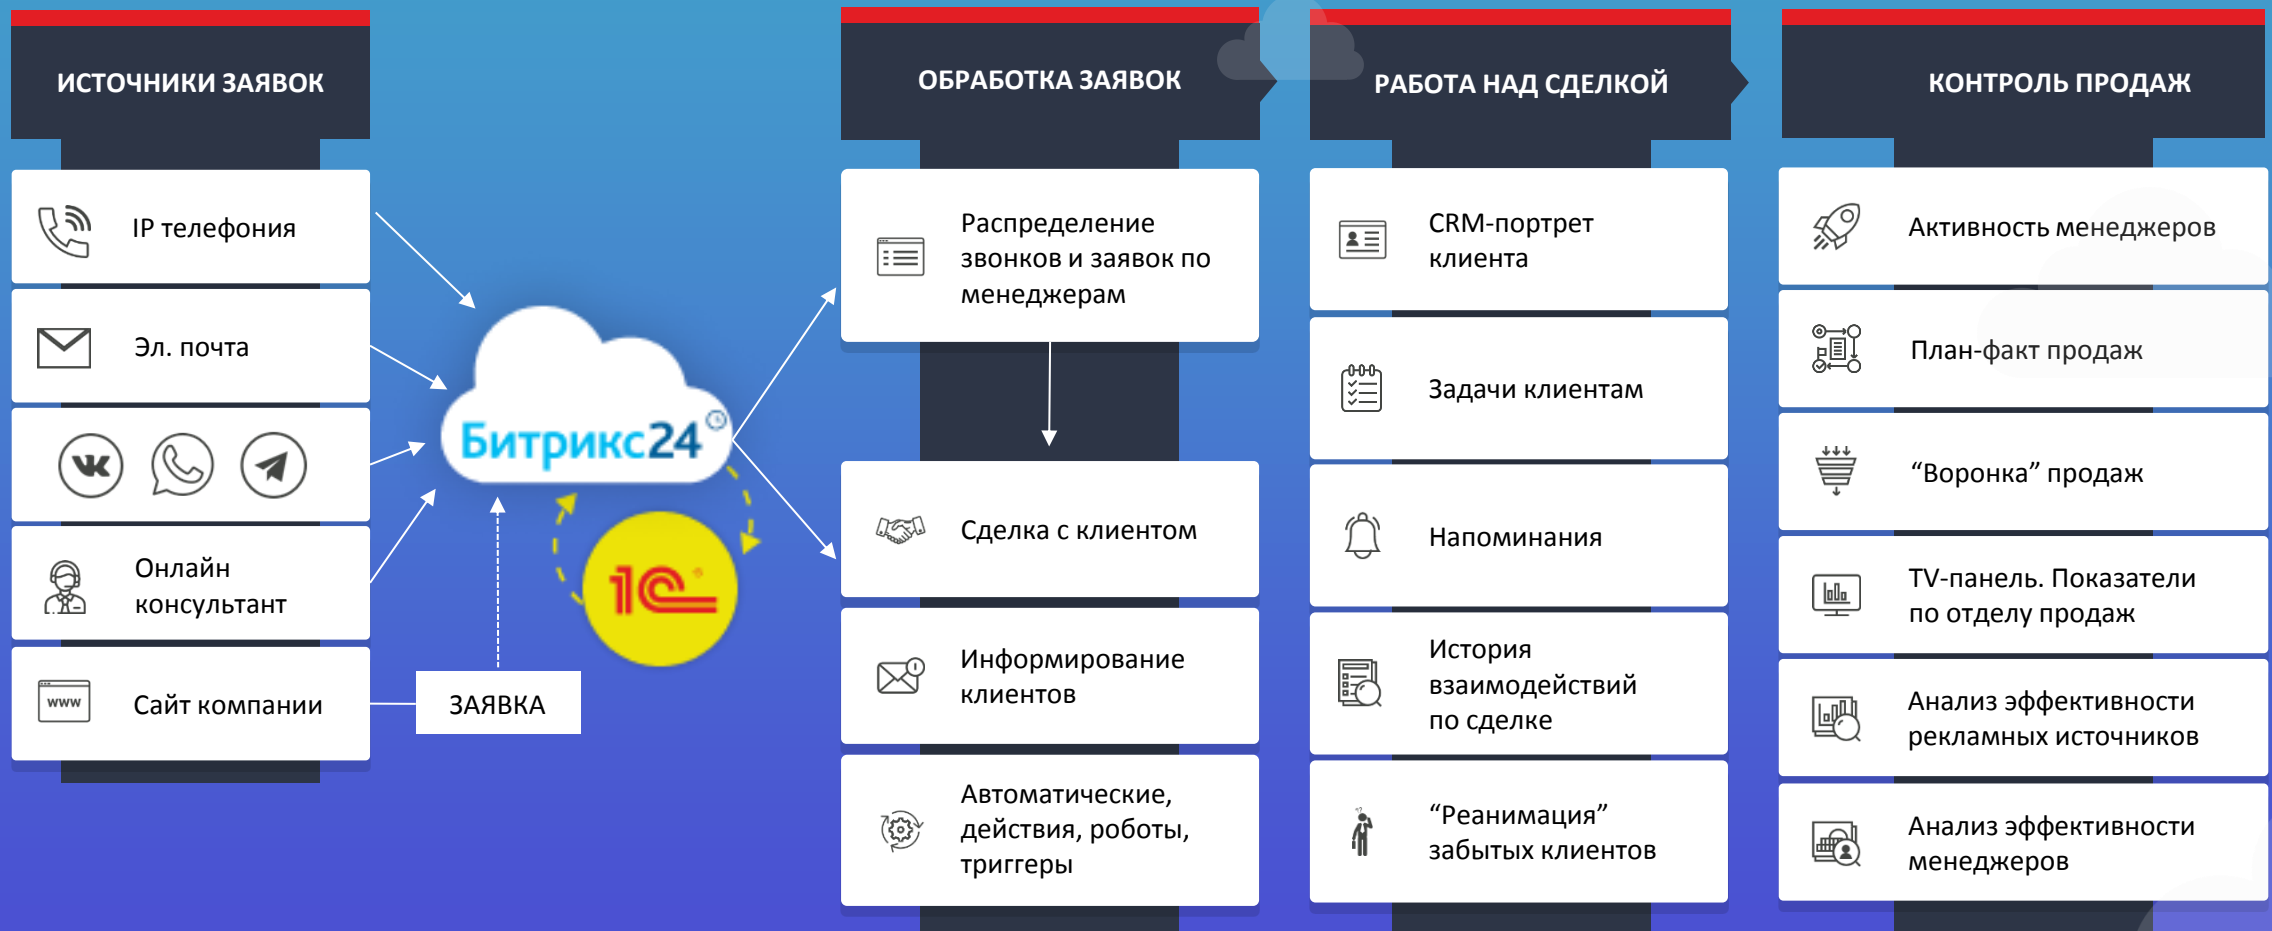 ИСТОЧНИКИ ЗАЯВОК
IP телефония
Эл. почта
Онлайн
консультант
www
Сайт компании
ЗАЯВКА
Битрикс24
1С
ОБРАБОТКА ЗАЯВОК
Распределение
звонков и заявок по
менеджерам
Сделка с клиентом
Информирование
клиентов
Автоматические,
действия, роботы,
триггеры
РАБОТА НАД СДЕЛКОЙ
CRM-портрет
клиента
Задачи клиентам
Напоминания
История
взаимодействий
по сделке
“Реанимация”
забытых клиентов
КОНТРОЛЬ ПРОДАЖ
Активность менеджеров
План-факт продаж
“Воронка” продаж
TV-панель. Показатели
по отделу продаж
Анализ эффективности
рекламных источников
Анализ эффективности
менеджеров